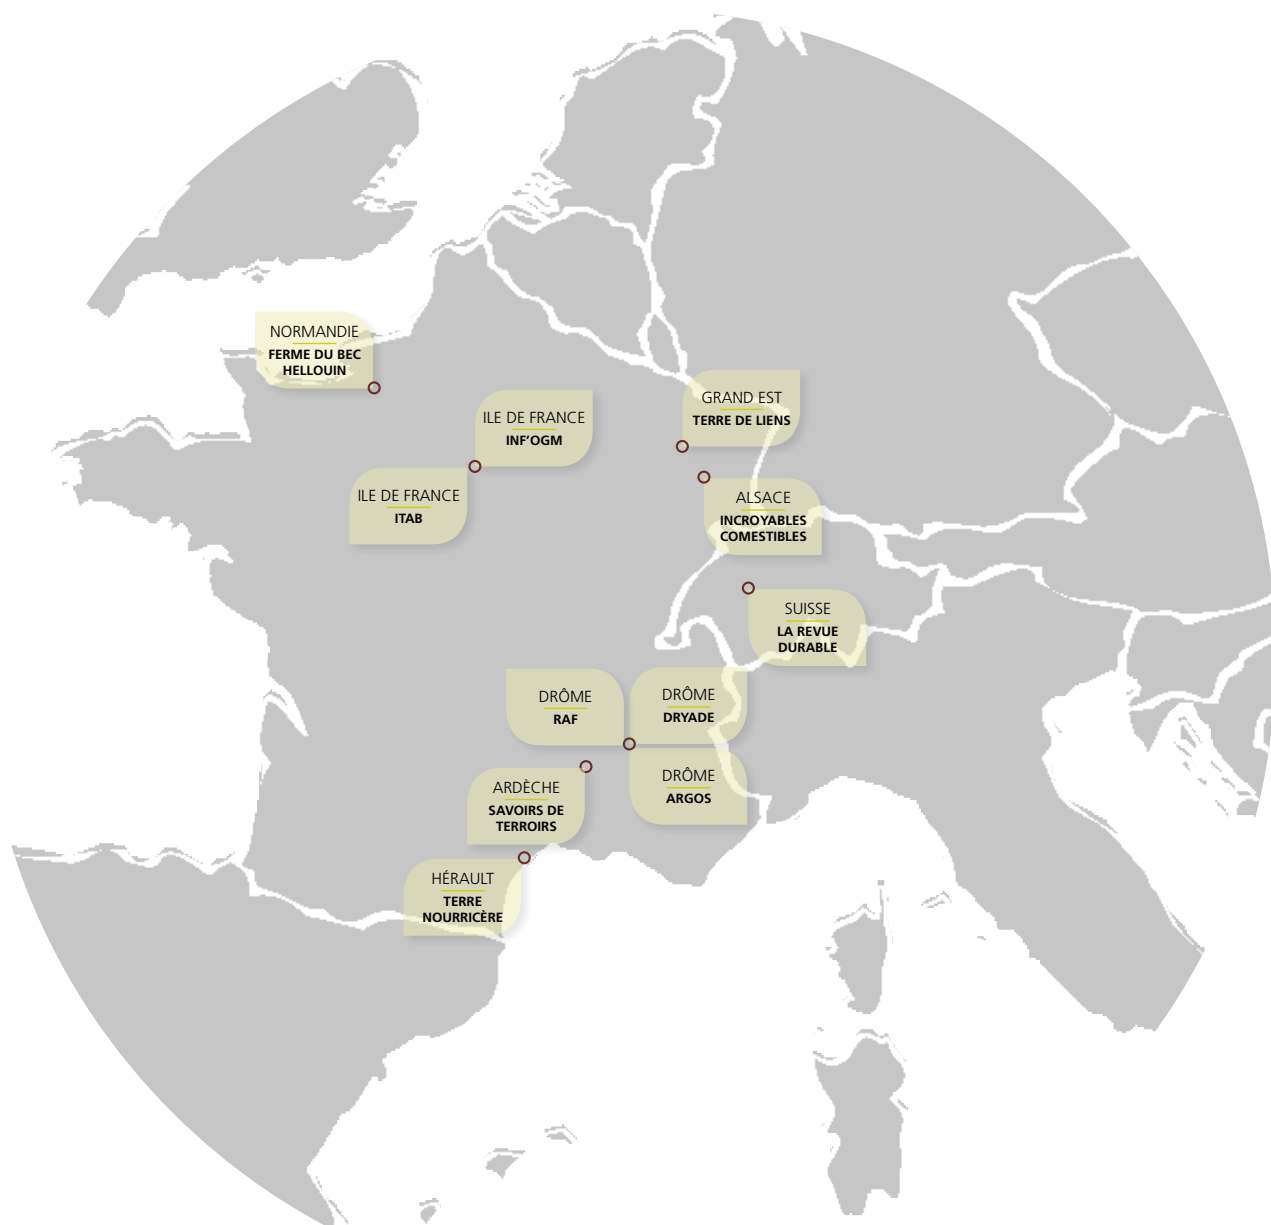 NORMANDIE
FERME DU BEC
HELLOUIN
ILE DE FRANCE
INF'OGM
GRAND EST
TERRE DE LIENS
ILE DE FRANCE
ITAB
ALSACE
INCROYABLES
COMESTIBLES
SUISSE
LA REVUE
DURABLE
DRÔME
RAF
DRÔME
DRYADE
DRÔME
ARGOS
ARDÈCHE
SAVOIRS DE
TERROIRS
HÉRAULT
TERRE
NOURRICÈRE